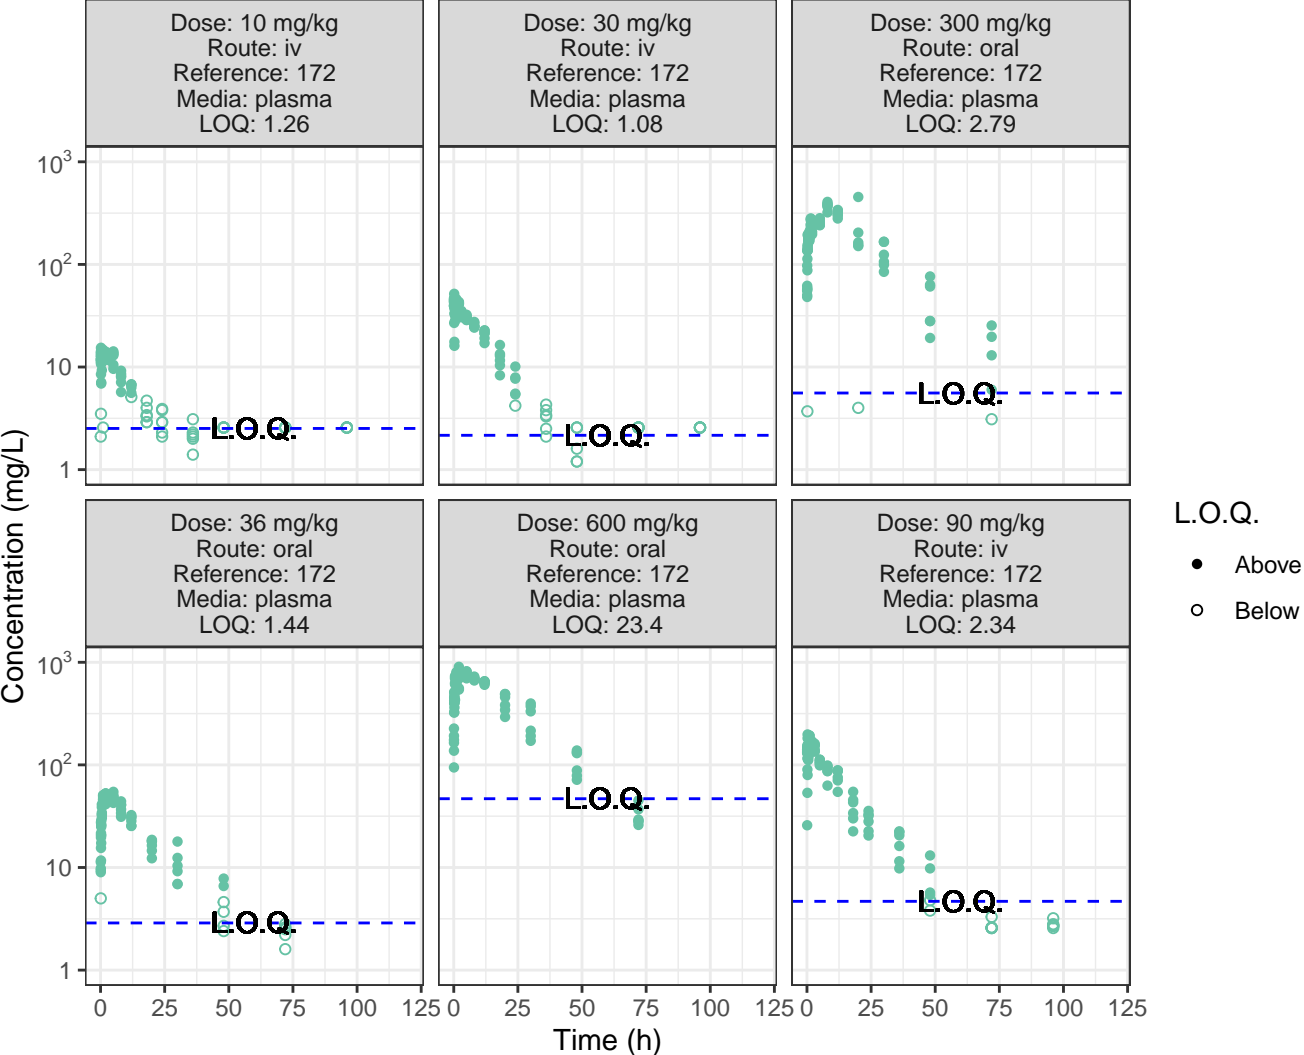 Dose: 10 mg/kg
Route: iv
Reference: 172
Media: plasma
LOQ: 1.26
Dose: 30 mg/kg
Route: iv
Reference: 172
Media: plasma
LOQ: 1.08
Dose: 300 mg/kg
Route: oral
Reference: 172
Media: plasma
LOQ: 2.79
10³
10²
10
1
L.O.Q.
L.O.Q.
L.O.Q.
Concentration (mg/L)
Dose: 36 mg/kg
Route: oral
Reference: 172
Media: plasma
LOQ: 1.44
Dose: 600 mg/kg
Route: oral
Reference: 172
Media: plasma
LOQ: 23.4
Dose: 90 mg/kg
Route: iv
Reference: 172
Media: plasma
LOQ: 2.34
10³
10²
10
1
L.O.Q.
L.O.Q.
L.O.Q.
0 25 50 75 100 125
0 25 50 75 100 125
0 25 50 75 100 125
Time (h)
L.O.Q.
Above
Below